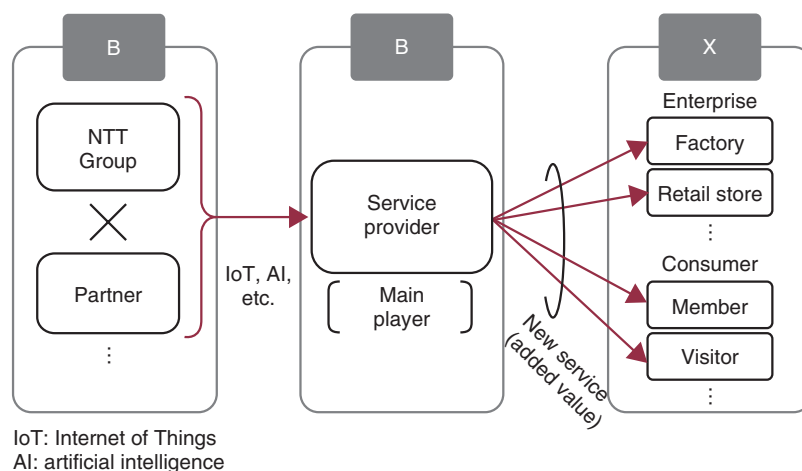 B
NTT
Group
Partner
⋮
IoT, AI,
etc.
B
Service
provider
Main
player
New service
(added value)
X
Enterprise
Factory
Retail store
⋮
Consumer
Member
Visitor
⋮
IoT: Internet of Things
AI: artificial intelligence